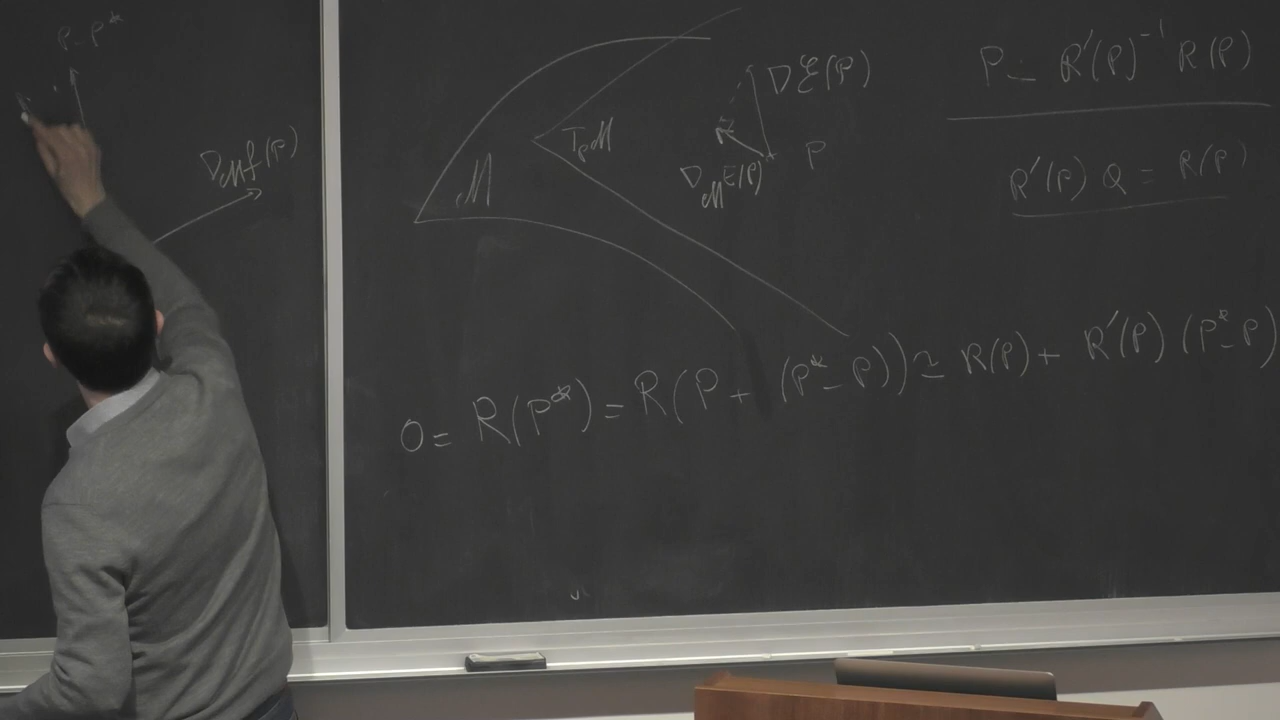 P - P*
D_M f(P)
M
T_P M
DE(P)
D_M E(P)
P
P - R'(P)^{-1} R(P)
R'(P) Q = R(P)
0 = R(P*) = R(P + (P* - P)) ≃ R(P) + R'(P) (P* - P)